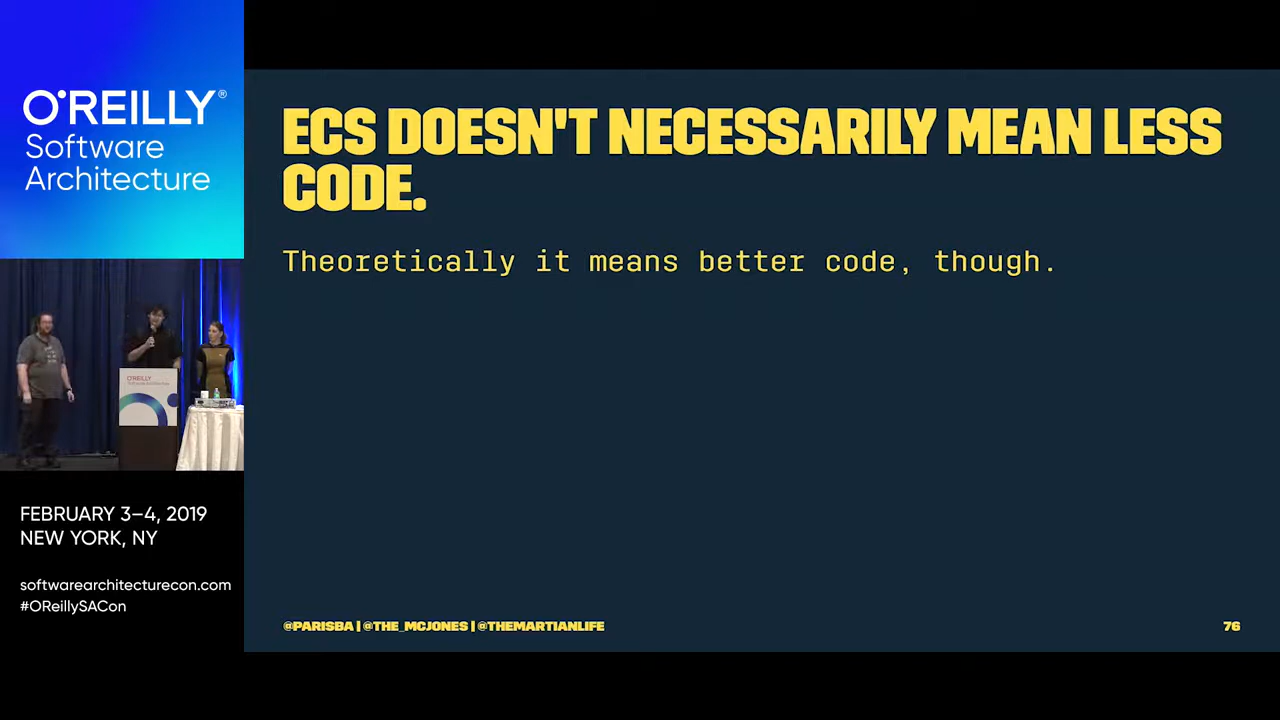 O'REILLY®
Software
Architecture
ECS DOESN'T NECESSARILY MEAN LESS
CODE.
Theoretically it means better code, though.
O'REILLY
FEBRUARY 3–4, 2019
NEW YORK, NY
softwarearchitecturecon.com
#OReillySACon
@PARISBA | @THE_MCJONES | @THEMARTIANLIFE
76